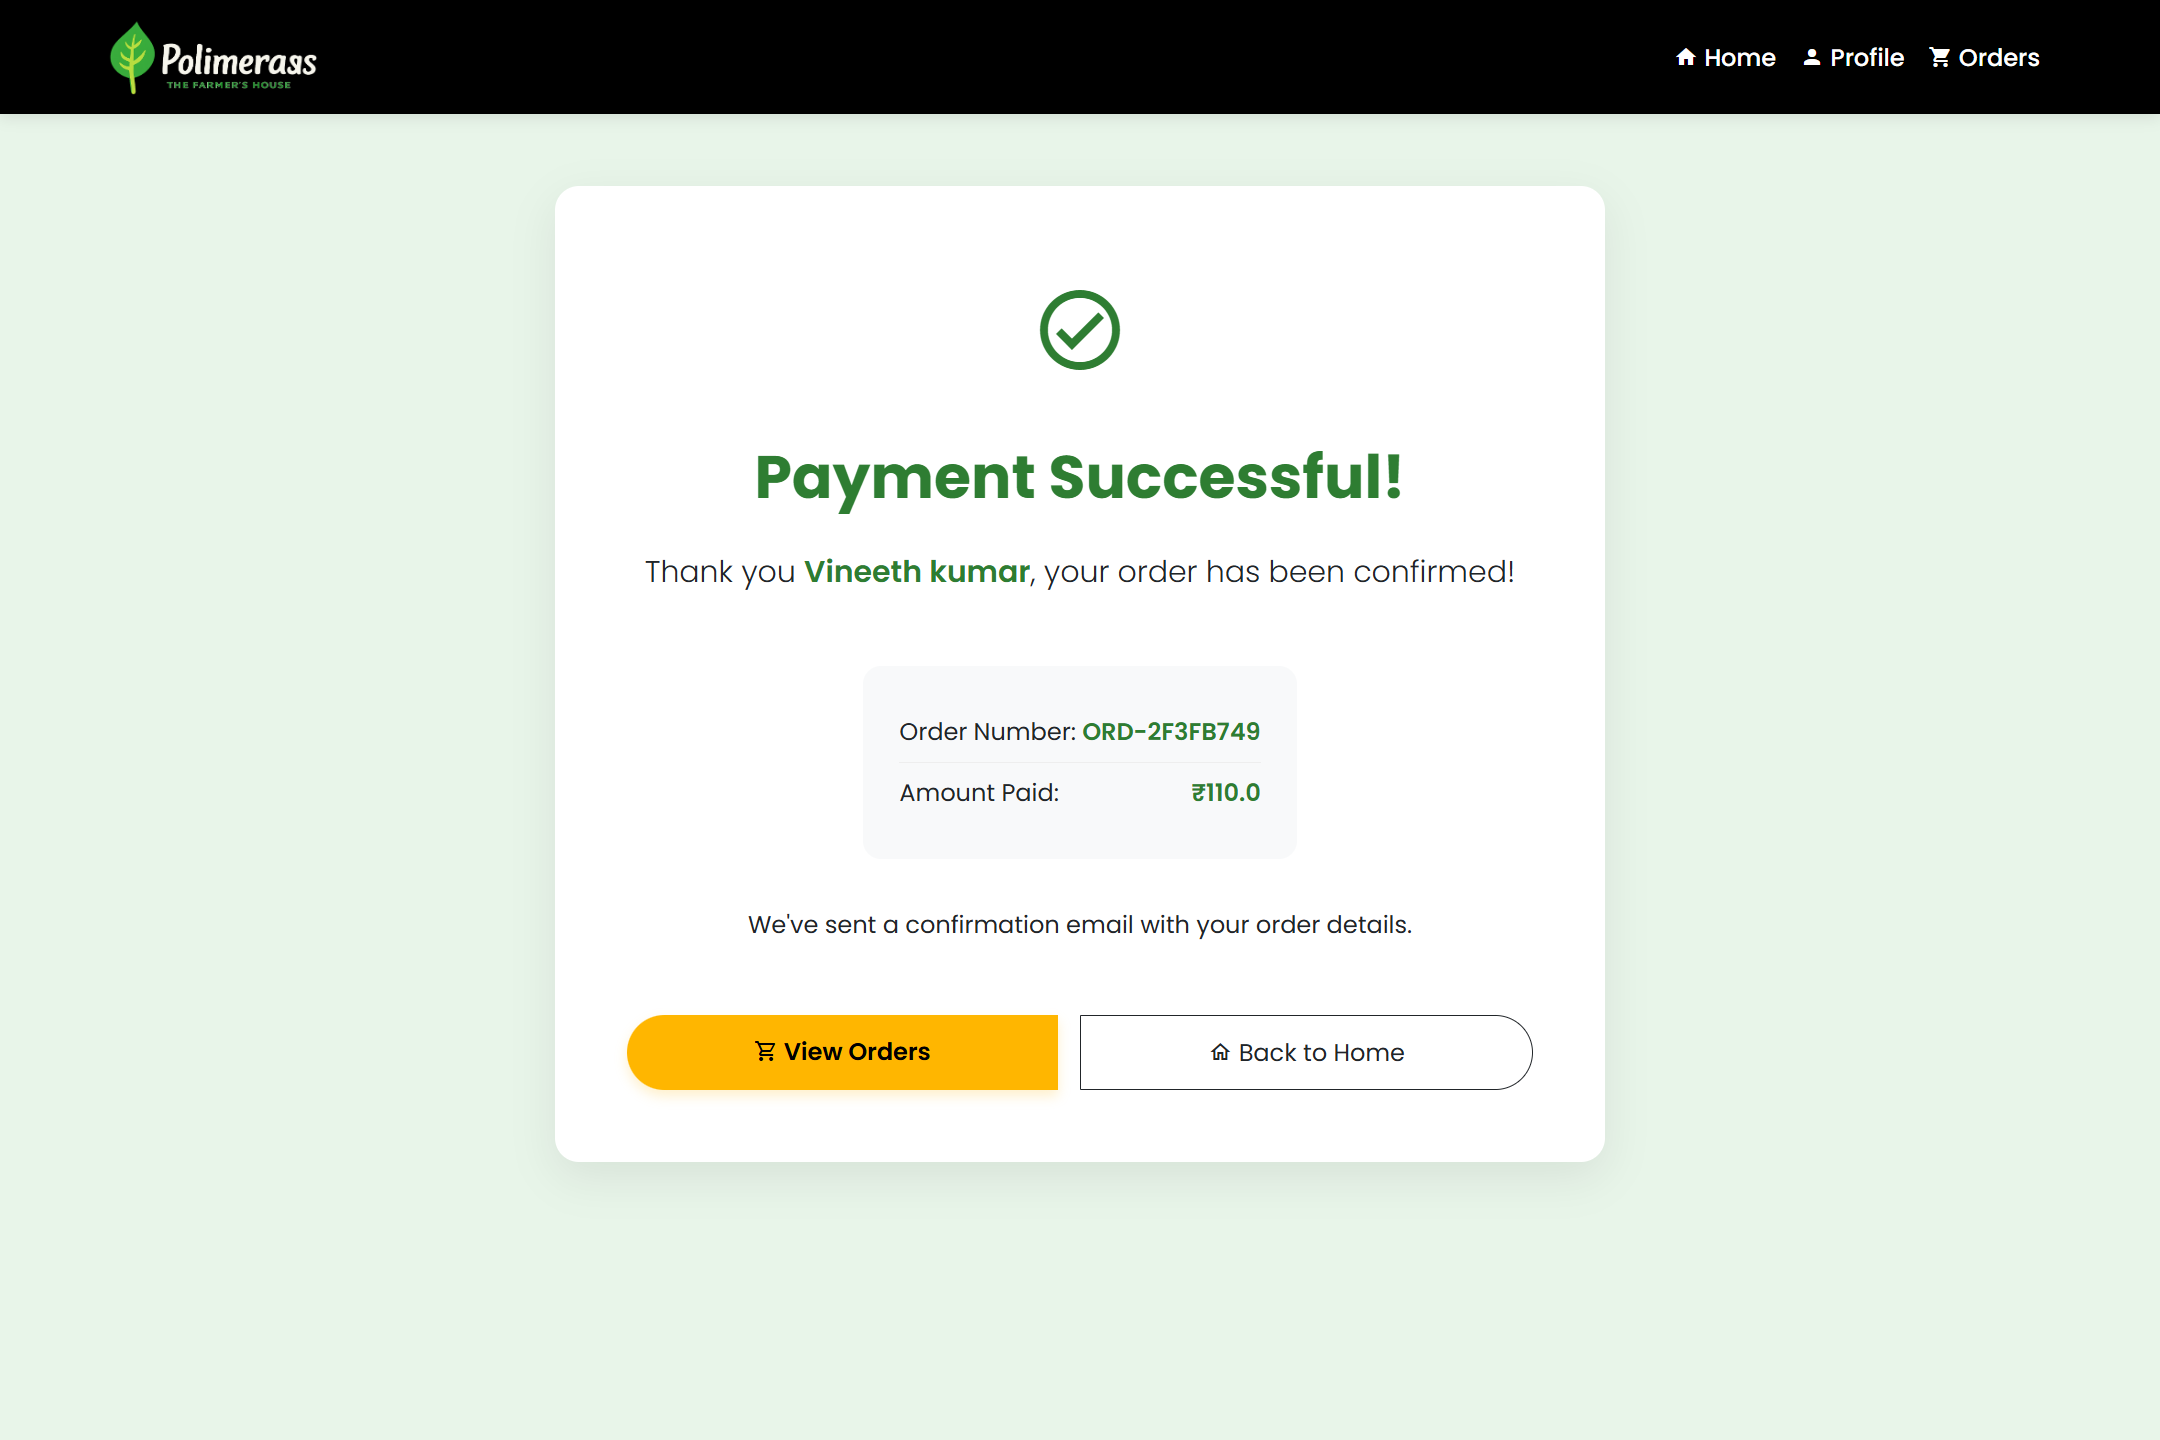 Polimerass
THE FARMER'S HOUSE
Home Profile Orders
Payment Successful!
Thank you Vineeth kumar, your order has been confirmed!
Order Number: ORD-2F3FB749
Amount Paid: ₹110.0
We've sent a confirmation email with your order details.
View Orders
Back to Home